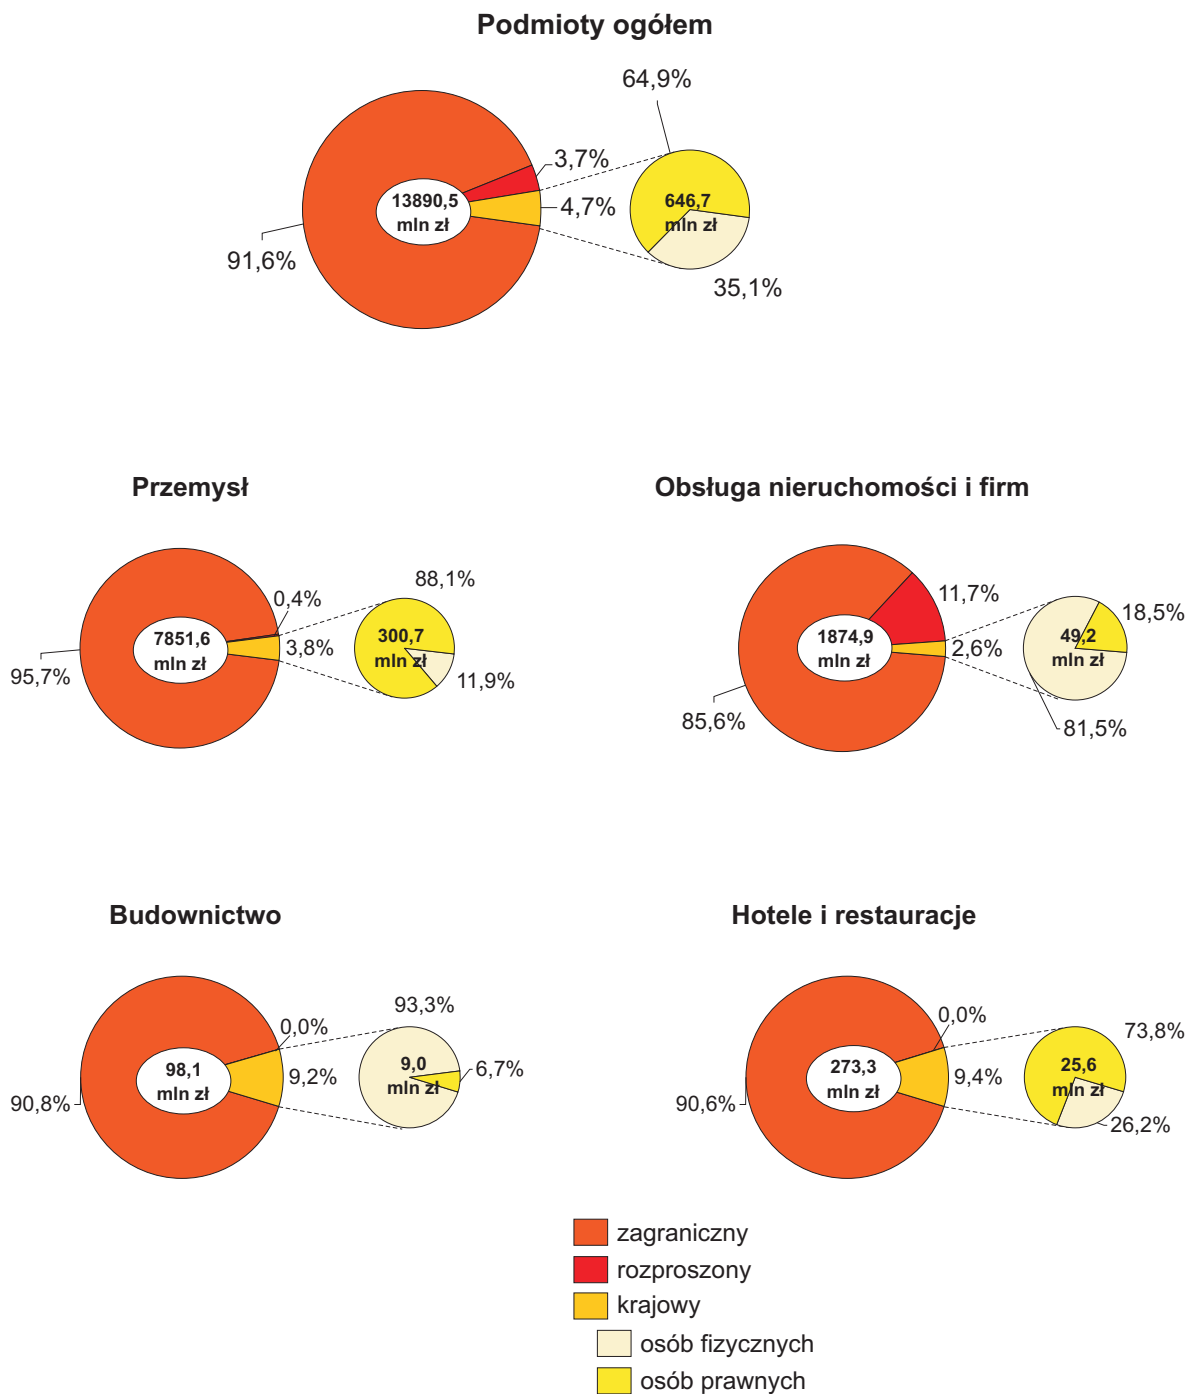 Podmioty ogółem
64,9%
3,7%
13890,5
mln zł
4,7%
646,7
mln zł
91,6%
35,1%
Przemysł
Obsługa nieruchomości i firm
88,1%
0,4%
7851,6
mln zł
3,8%
300,7
mln zł
95,7%
11,9%
11,7%
18,5%
1874,9
mln zł
2,6%
49,2
mln zł
85,6%
81,5%
Budownictwo
Hotele i restauracje
93,3%
0,0%
98,1
mln zł
9,2%
9,0
mln zł
6,7%
90,8%
0,0%
73,8%
273,3
mln zł
9,4%
25,6
mln zł
90,6%
26,2%
zagraniczny
rozproszony
krajowy
osób fizycznych
osób prawnych